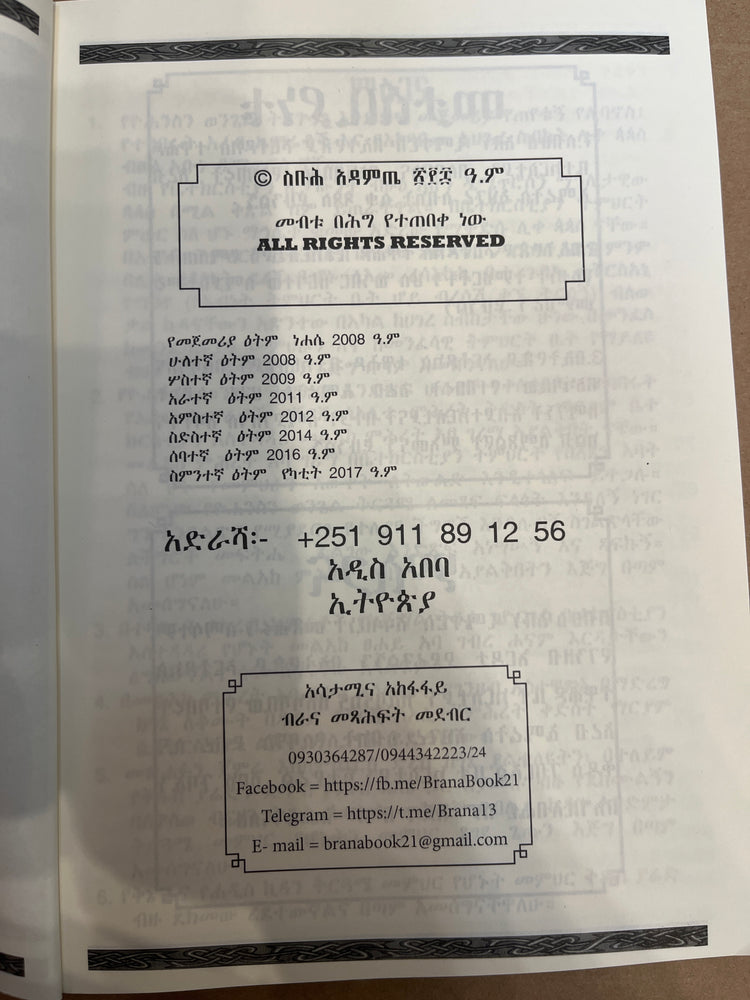 © ስቡሕ አዳምጤ ፳፻፰ ዓ.ም
መብቱ በሕግ የተጠበቀ ነው
ALL RIGHTS RESERVED
የመጀመሪያ ዕትም ነሐሴ 2008 ዓ.ም
ሁለተኛ ዕትም 2008 ዓ.ም
ሦስተኛ ዕትም 2009 ዓ.ም
አራተኛ ዕትም 2011 ዓ.ም
አምስተኛ ዕትም 2012 ዓ.ም
ስድስተኛ ዕትም 2014 ዓ.ም
ሰባተኛ ዕትም 2016 ዓ.ም
ስምንተኛ ዕትም የካቲት 2017 ዓ.ም
አድራሻ፡- +251 911 89 12 56
አዲስ አበባ
ኢትዮጵያ
አሳታሚና አከፋፋይ
ብራና መጻሕፍት መደብር
0930364287/0944342223/24
Facebook = https://fb.me/BranaBook21
Telegram = https://t.me/Brana13
E- mail = branabook21@gmail.com